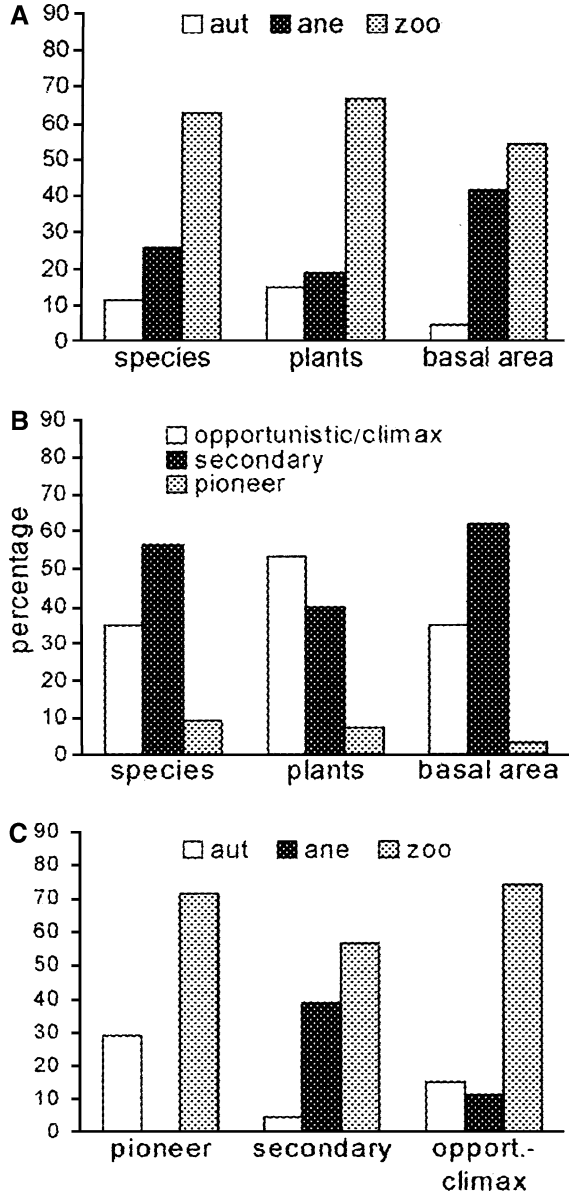 A
aut ane zoo
90
80
70
60
50
40
30
20
10
0
species plants basal area
B
opportunistic/climax
secondary
pioneer
percentage
90
80
70
60
50
40
30
20
10
0
species plants basal area
C
aut ane zoo
90
80
70
60
50
40
30
20
10
0
pioneer secondary opport.-
climax